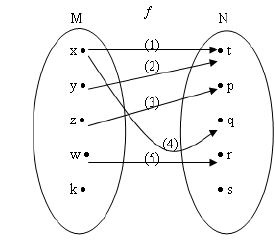 M f N
x (1) t
(2)
y p
(3)
z q
(4)
w (5) r
k s